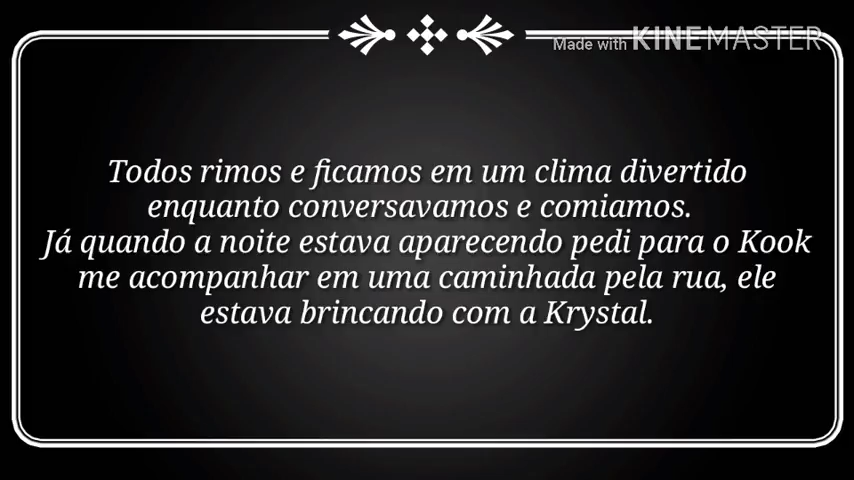 Made with KINEMASTER
Todos rimos e ficamos em um clima divertido
enquanto conversavamos e comiamos.
Já quando a noite estava aparecendo pedi para o Kook
me acompanhar em uma caminhada pela rua, ele
estava brincando com a Krystal.